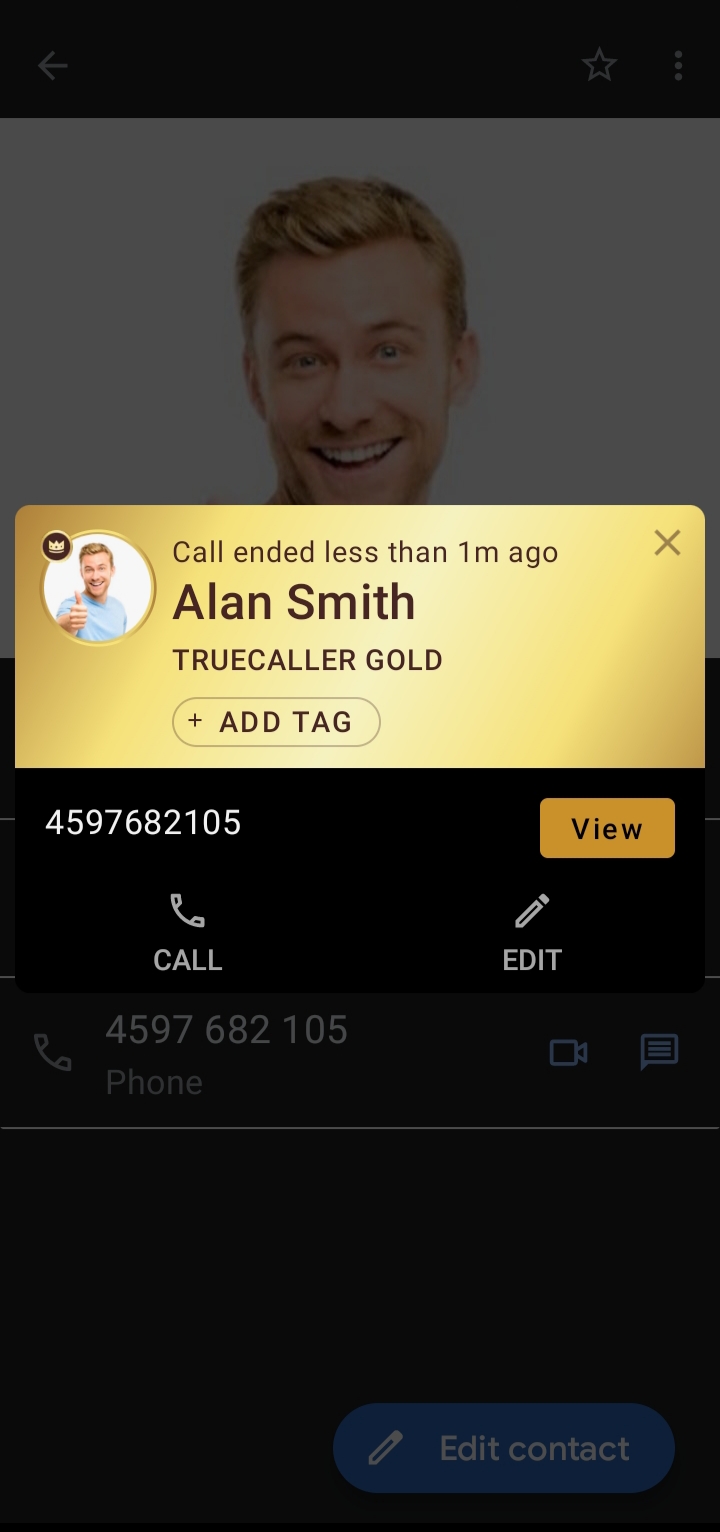 Call ended less than 1m ago
Alan Smith
TRUECALLER GOLD
+ ADD TAG
4597682105
View
CALL
EDIT
4597 682 105
Phone
Edit contact